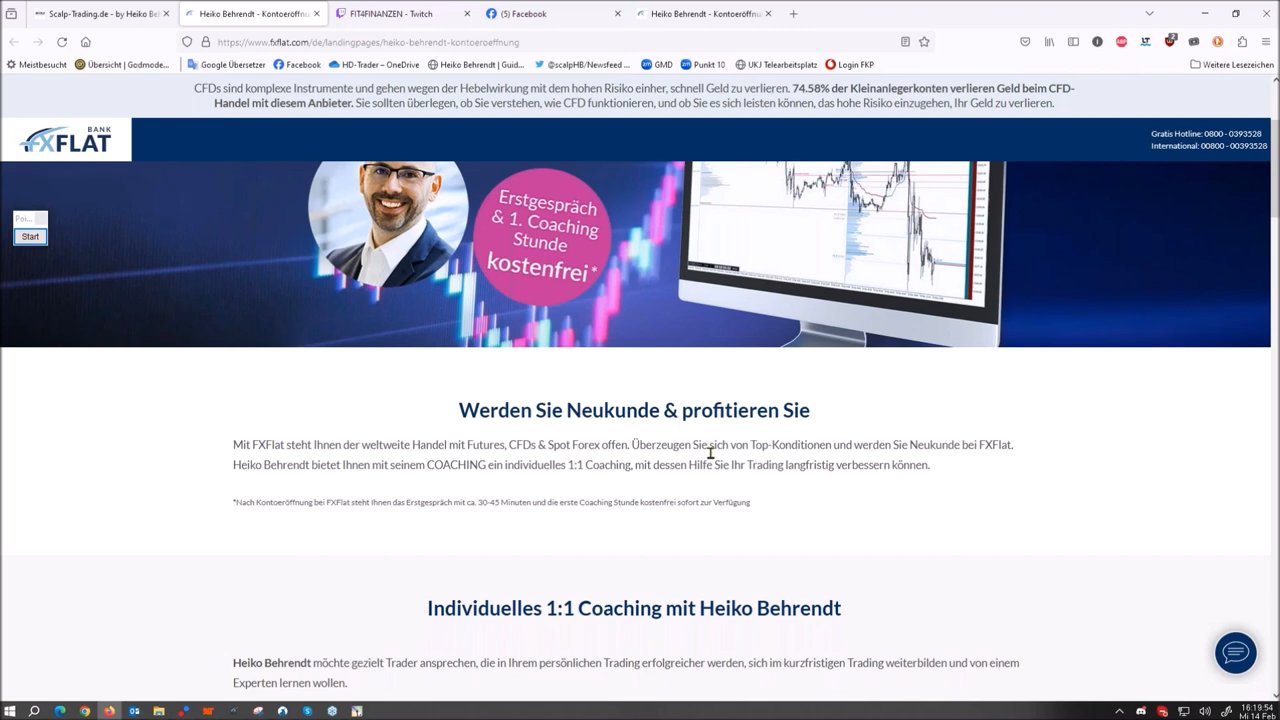 Scalp-Trading.de - by Heiko Be
Heiko Behrendt - Kontoeröffnu
FIT4FINANZEN - Twitch
(5) Facebook
Heiko Behrendt - Kontoeröffnun
https://www.fxflat.com/de/landingpages/heiko-behrendt-kontoeroeffnung
Meistbesucht
Übersicht | Godmode...
Google Übersetzer
Facebook
HD-Trader – OneDrive
Heiko Behrendt | Guid...
@scalpHB/Newsfeed ...
GMD
Punkt 10
UKJ Telearbeitsplatz
Login FKP
Weitere Lesezeichen
CFDs sind komplexe Instrumente und gehen wegen der Hebelwirkung mit dem hohen Risiko einher, schnell Geld zu verlieren. 74.58% der Kleinanlegerkonten verlieren Geld beim CFD-
Handel mit diesem Anbieter. Sie sollten überlegen, ob Sie verstehen, wie CFD funktionieren, und ob Sie es sich leisten können, das hohe Risiko einzugehen, Ihr Geld zu verlieren.
FXFLAT BANK
Gratis Hotline: 0800 - 0393528
International: 00800 - 00393528
Poi...
Start
Erstgespräch
& 1. Coaching
Stunde
kostenfrei*
Werden Sie Neukunde & profitieren Sie
Mit FXFlat steht Ihnen der weltweite Handel mit Futures, CFDs & Spot Forex offen. Überzeugen Sie sich von Top-Konditionen und werden Sie Neukunde bei FXFlat.
Heiko Behrendt bietet Ihnen mit seinem COACHING ein individuelles 1:1 Coaching, mit dessen Hilfe Sie Ihr Trading langfristig verbessern können.
*Nach Kontoeröffnung bei FXFlat steht Ihnen das Erstgespräch mit ca. 30-45 Minuten und die erste Coaching Stunde kostenfrei sofort zur Verfügung
Individuelles 1:1 Coaching mit Heiko Behrendt
Heiko Behrendt möchte gezielt Trader ansprechen, die in Ihrem persönlichen Trading erfolgreicher werden, sich im kurzfristigen Trading weiterbilden und von einem
Experten lernen wollen.
16:19:54
Mi 14 Feb